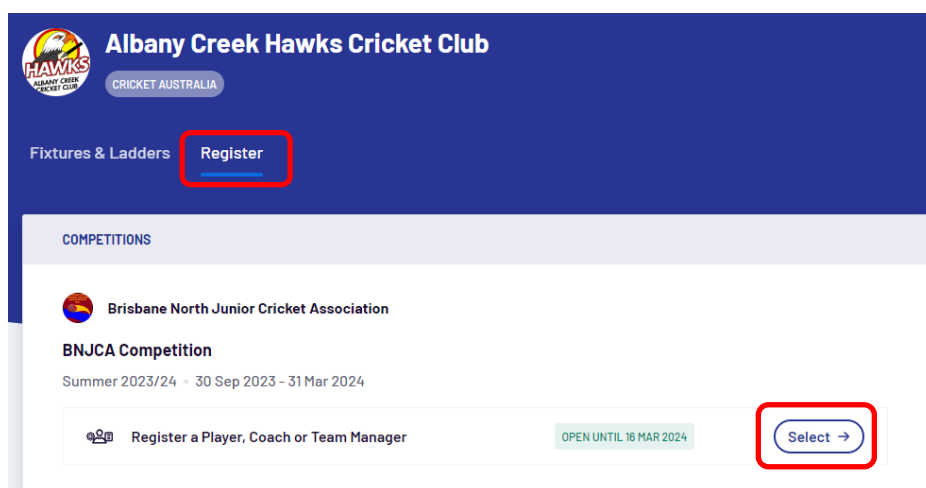 Albany Creek Hawks Cricket Club
HAWKS
ALBANY CREEK
CRICKET CLUB
CRICKET AUSTRALIA
Fixtures & Ladders Register
COMPETITIONS
Brisbane North Junior Cricket Association
BNJCA Competition
Summer 2023/24 • 30 Sep 2023 - 31 Mar 2024
Register a Player, Coach or Team Manager OPEN UNTIL 16 MAR 2024 Select →